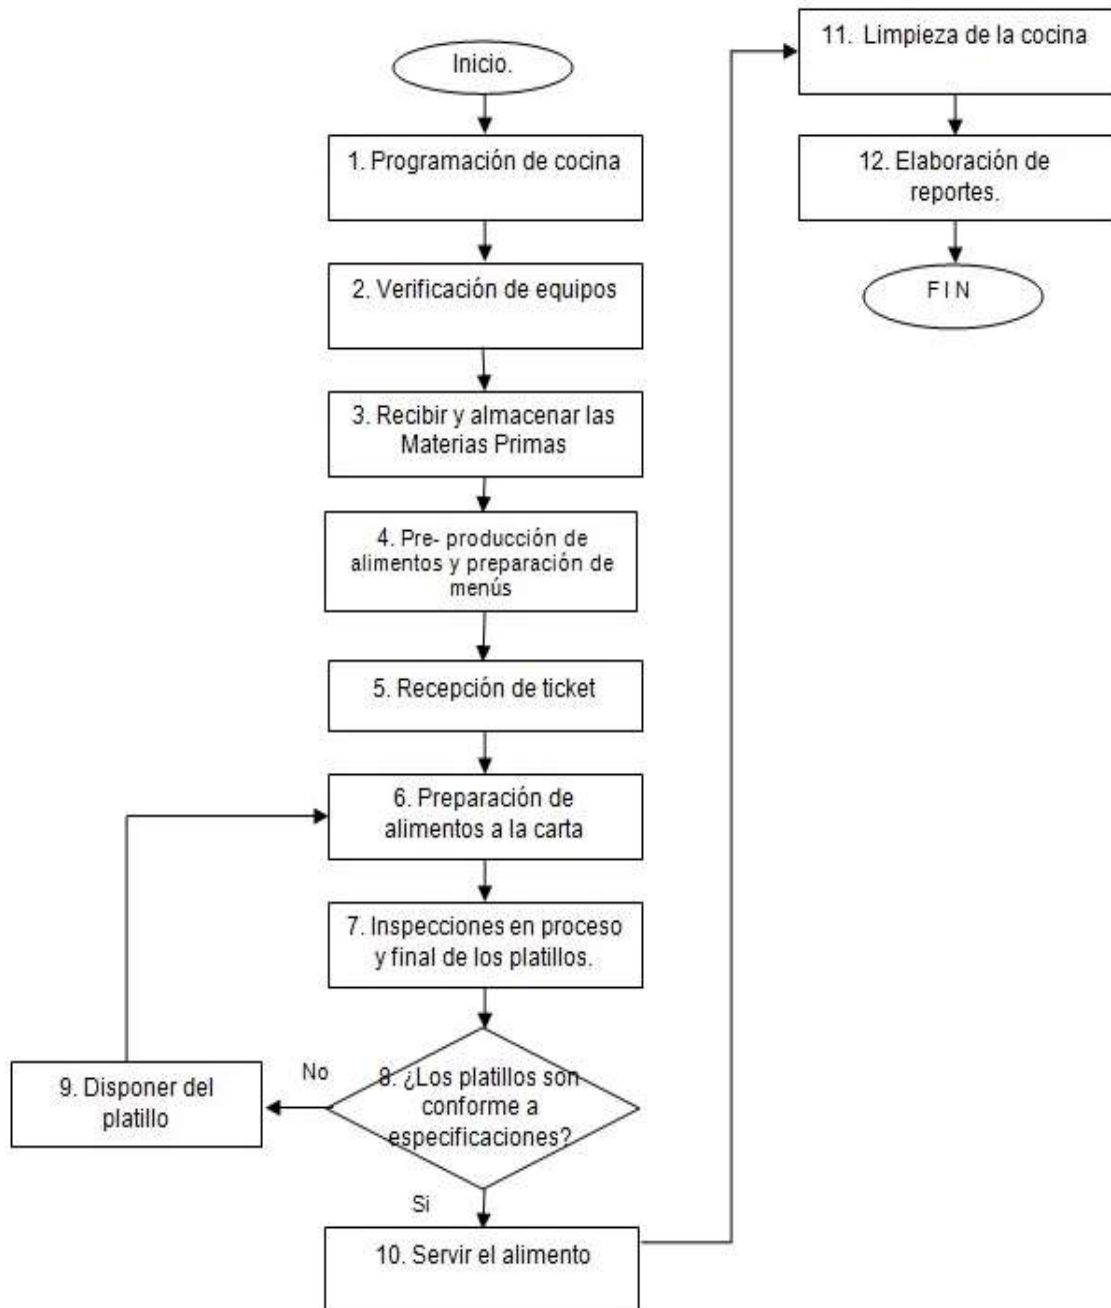 Inicio.
1. Programación de cocina
2. Verificación de equipos
3. Recibir y almacenar las
Materias Primas
4. Pre- producción de
alimentos y preparación de
menús
5. Recepción de ticket
6. Preparación de
alimentos a la carta
7. Inspecciones en proceso
y final de los platillos.
8. ¿Los platillos son
conforme a
especificaciones?
No
9. Disponer del
platillo
Si
10. Servir el alimento
11. Limpieza de la cocina
12. Elaboración de
reportes.
F I N